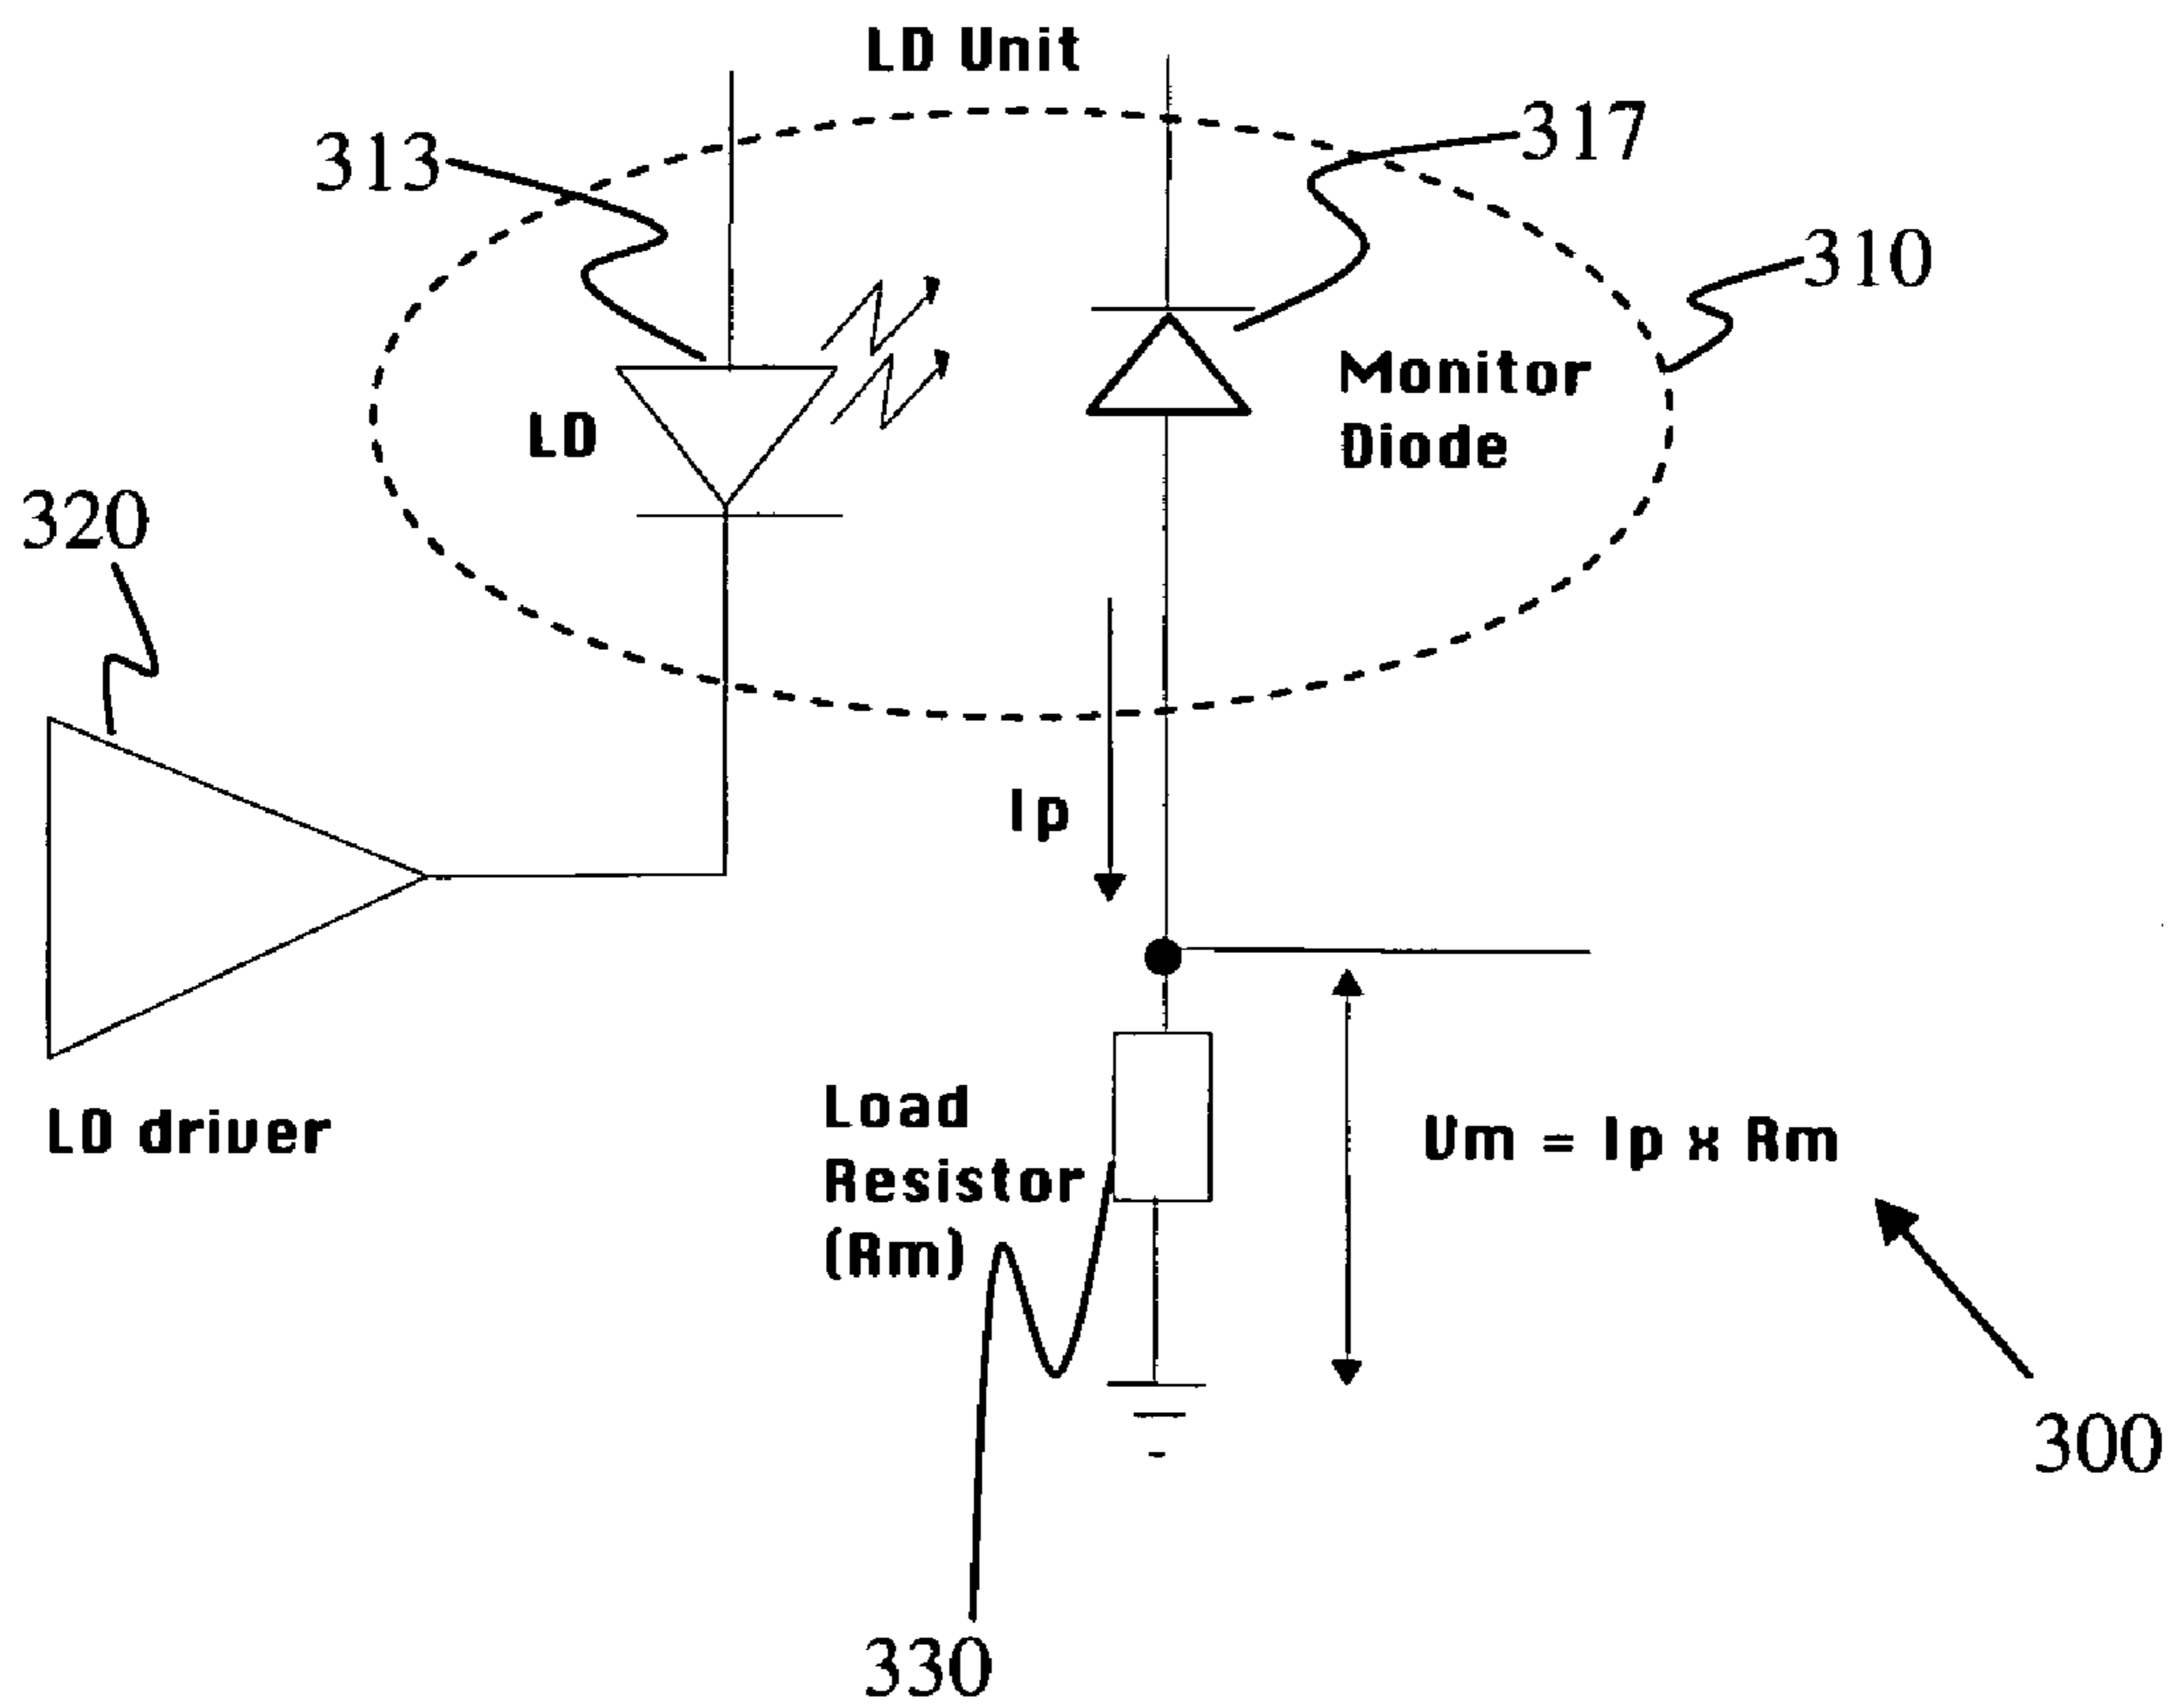 LD Unit
313
317
310
LD
Monitor
Diode
320
Ip
LD driver
Load
Resistor
(Rm)
Vm = Ip x Rm
300
330